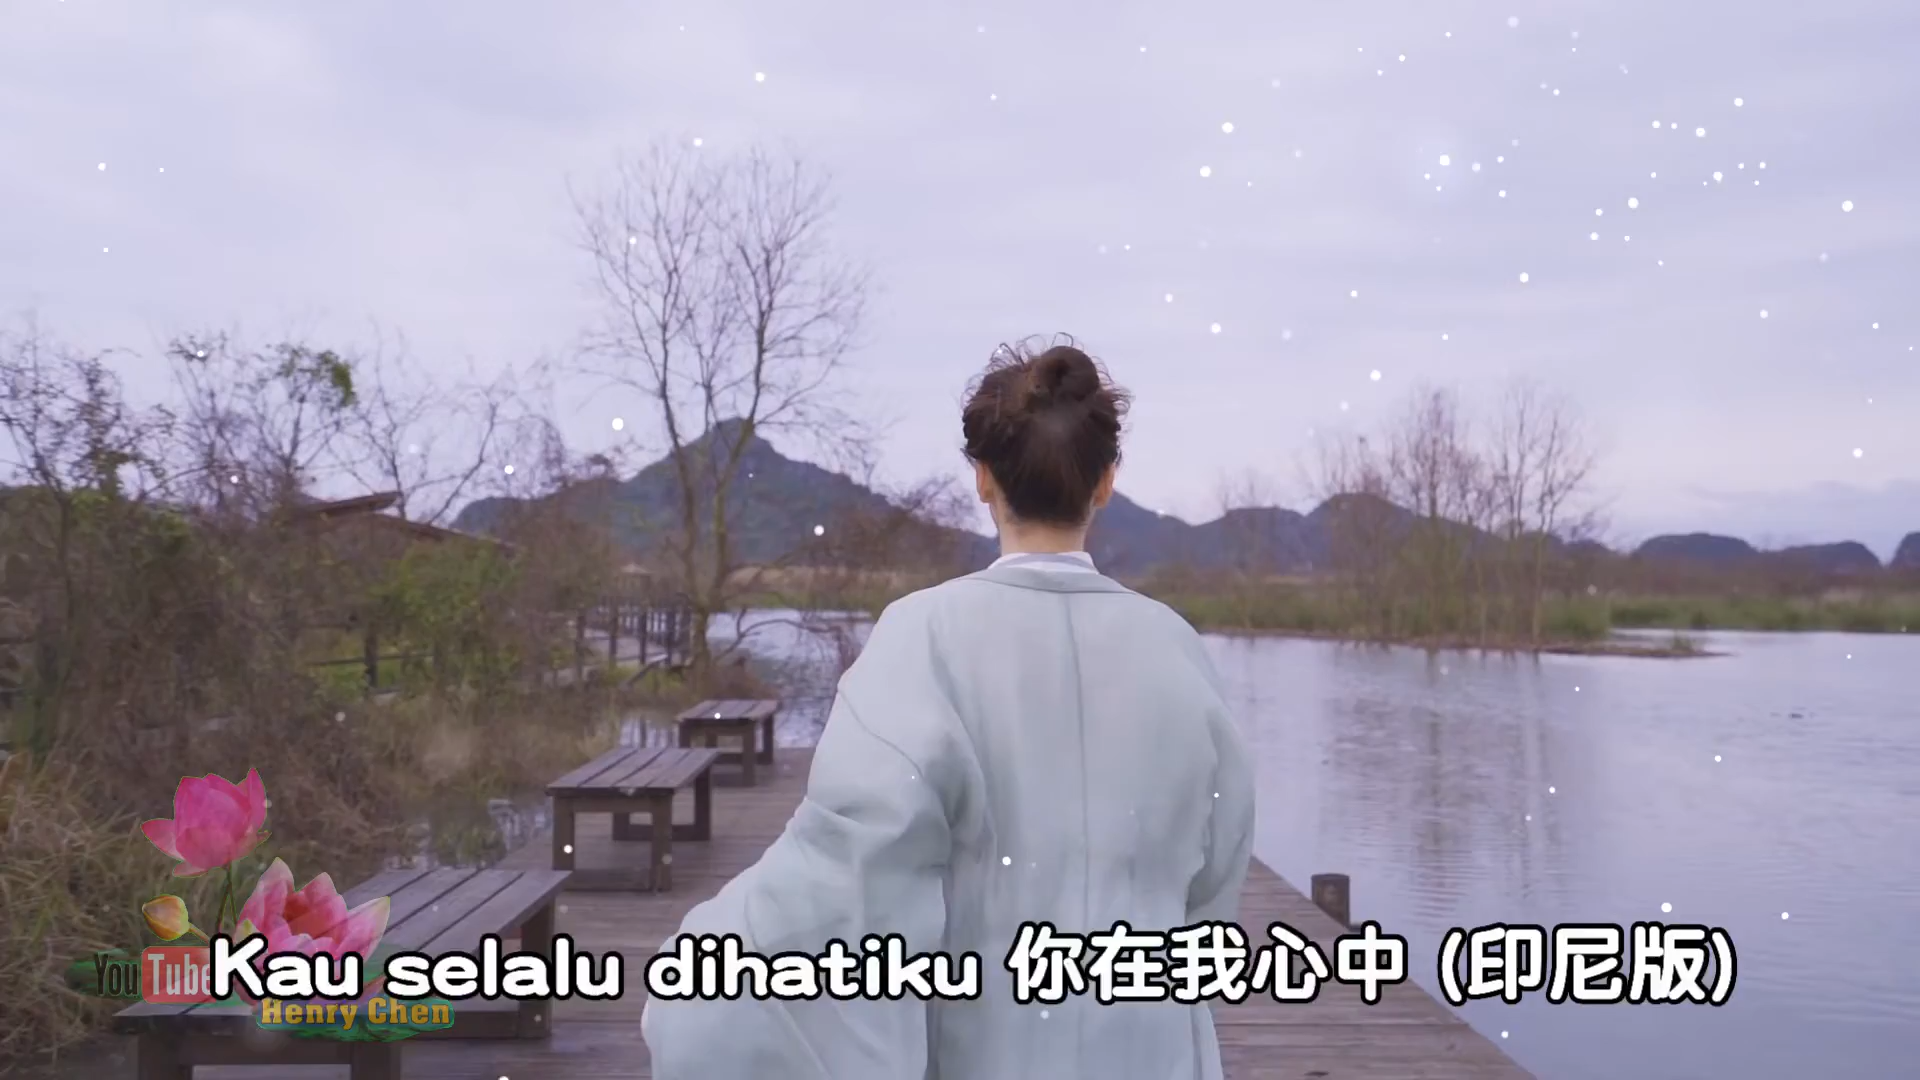 Kau selalu dihatiku 你在我心中 (印尼版)
YouTube
Henry Chen